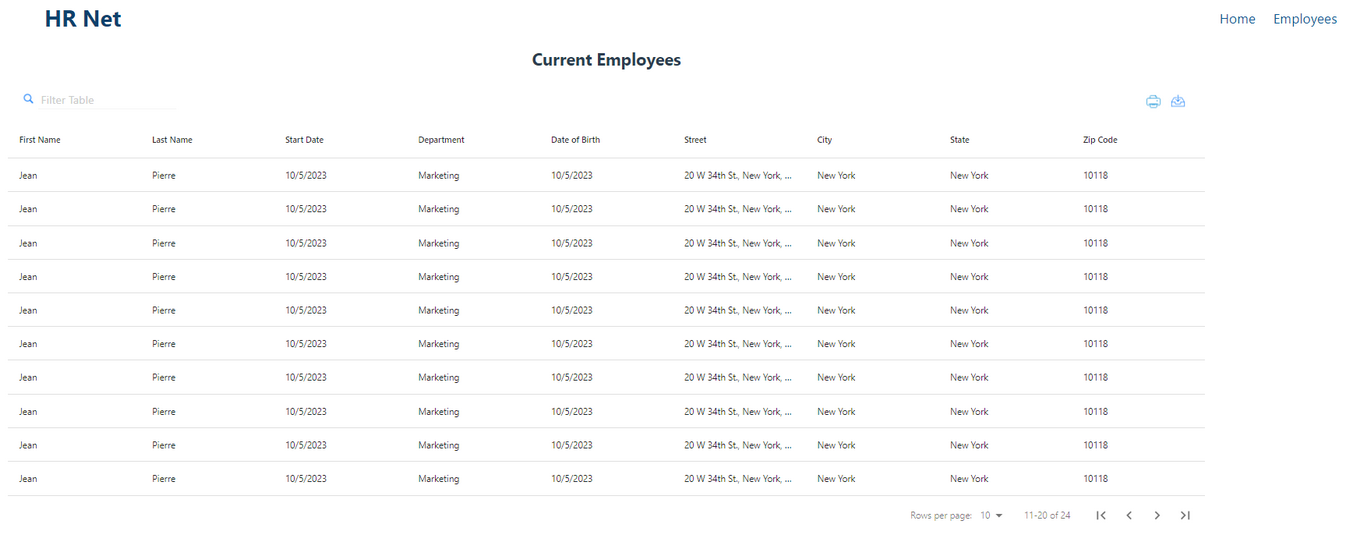 HR Net Home Employees
Current Employees
Filter Table
First Name Last Name Start Date Department Date of Birth Street City State Zip Code
Jean Pierre 10/5/2023 Marketing 10/5/2023 20 W 34th St., New York, ... New York New York 10118
Jean Pierre 10/5/2023 Marketing 10/5/2023 20 W 34th St., New York, ... New York New York 10118
Jean Pierre 10/5/2023 Marketing 10/5/2023 20 W 34th St., New York, ... New York New York 10118
Jean Pierre 10/5/2023 Marketing 10/5/2023 20 W 34th St., New York, ... New York New York 10118
Jean Pierre 10/5/2023 Marketing 10/5/2023 20 W 34th St., New York, ... New York New York 10118
Jean Pierre 10/5/2023 Marketing 10/5/2023 20 W 34th St., New York, ... New York New York 10118
Jean Pierre 10/5/2023 Marketing 10/5/2023 20 W 34th St., New York, ... New York New York 10118
Jean Pierre 10/5/2023 Marketing 10/5/2023 20 W 34th St., New York, ... New York New York 10118
Jean Pierre 10/5/2023 Marketing 10/5/2023 20 W 34th St., New York, ... New York New York 10118
Jean Pierre 10/5/2023 Marketing 10/5/2023 20 W 34th St., New York, ... New York New York 10118
Rows per page: 10 11-20 of 24